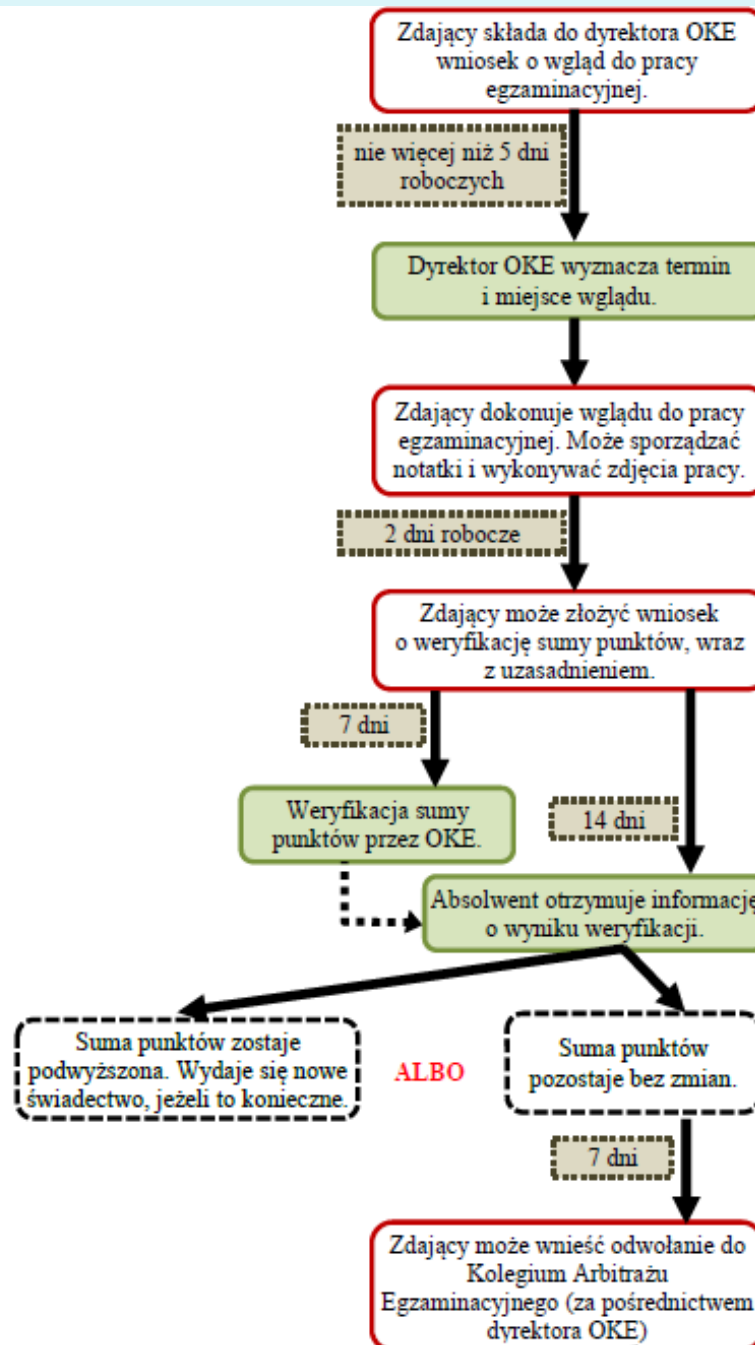 Zdający składa do dyrektora OKE
wniosek o wgląd do pracy
egzaminacyjnej.
nie więcej niż 5 dni
roboczych
Dyrektor OKE wyznacza termin
i miejsce wglądu.
Zdający dokonuje wglądu do pracy
egzaminacyjnej. Może sporządzać
notatki i wykonywać zdjęcia pracy.
2 dni robocze
Zdający może złożyć wniosek
o weryfikację sumy punktów, wraz
z uzasadnieniem.
7 dni
Weryfikacja sumy
punktów przez OKE.
14 dni
Absolwent otrzymuje informację
o wyniku weryfikacji.
Suma punktów zostaje
podwyższona. Wydaje się nowe
świadectwo, jeżeli to konieczne.
ALBO
Suma punktów
pozostaje bez zmian.
7 dni
Zdający może wnieść odwołanie do
Kolegium Arbitrażu
Egzaminacyjnego (za pośrednictwem
dyrektora OKE)